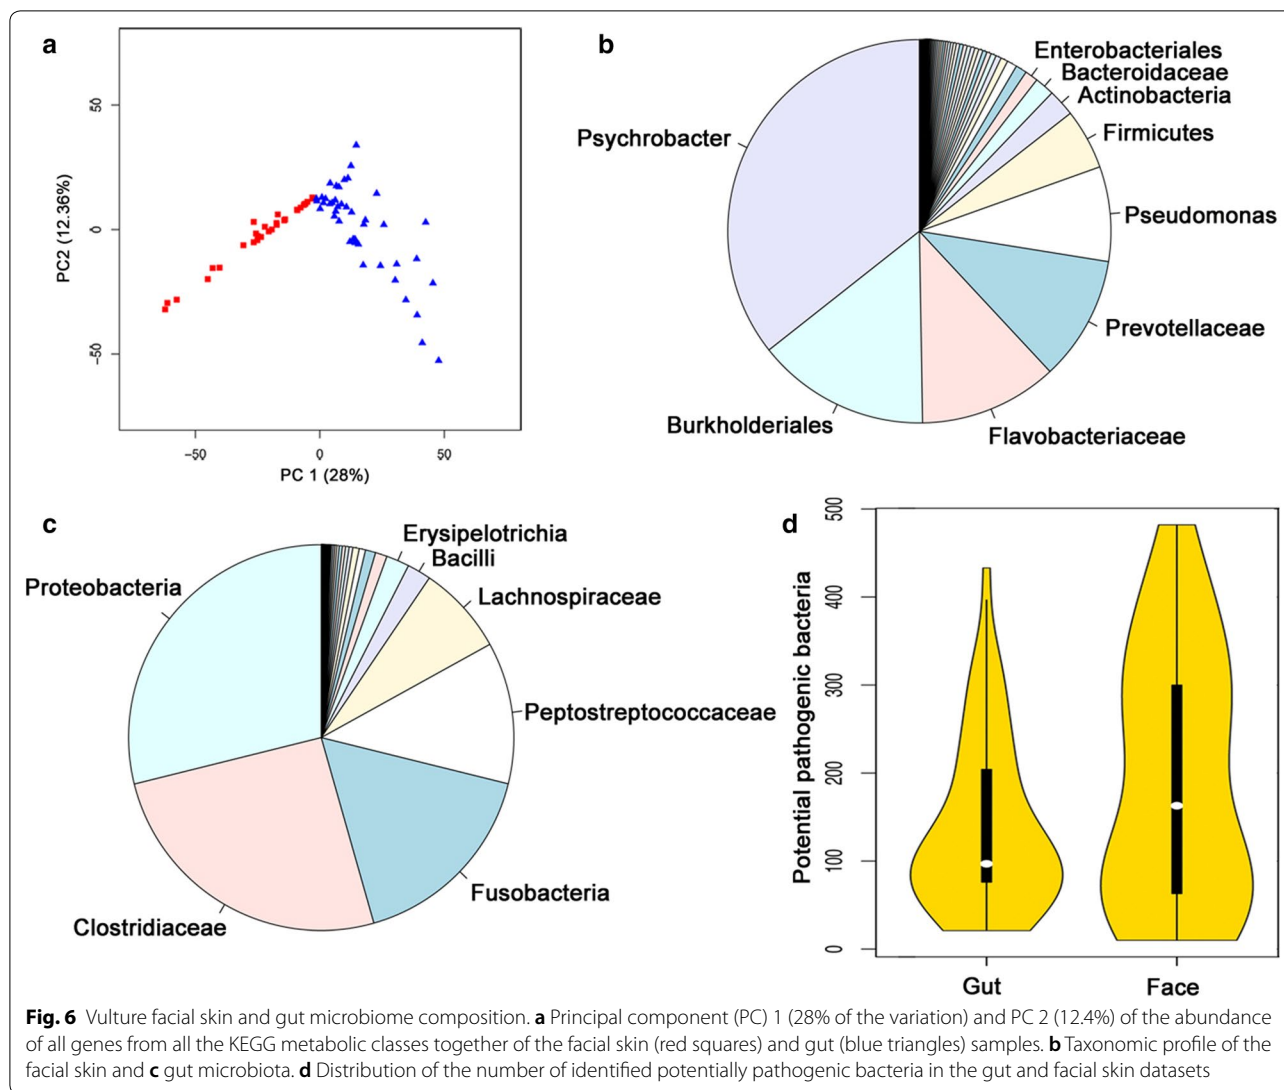 a
50
0
−50
PC2 (12.36%)
−50
0
50
PC 1 (28%)
b
Enterobacteriales
Bacteroidaceae
Actinobacteria
Firmicutes
Pseudomonas
Prevotellaceae
Flavobacteriaceae
Burkholderiales
Psychrobacter
c
Erysipelotrichia
Bacilli
Lachnospiraceae
Peptostreptococcaceae
Fusobacteria
Clostridiaceae
Proteobacteria
d
Potential pathogenic bacteria
500
400
300
200
100
0
Gut
Face
Fig. 6 Vulture facial skin and gut microbiome composition. a Principal component (PC) 1 (28% of the variation) and PC 2 (12.4%) of the abundance
of all genes from all the KEGG metabolic classes together of the facial skin (red squares) and gut (blue triangles) samples. b Taxonomic profile of the
facial skin and c gut microbiota. d Distribution of the number of identified potentially pathogenic bacteria in the gut and facial skin datasets